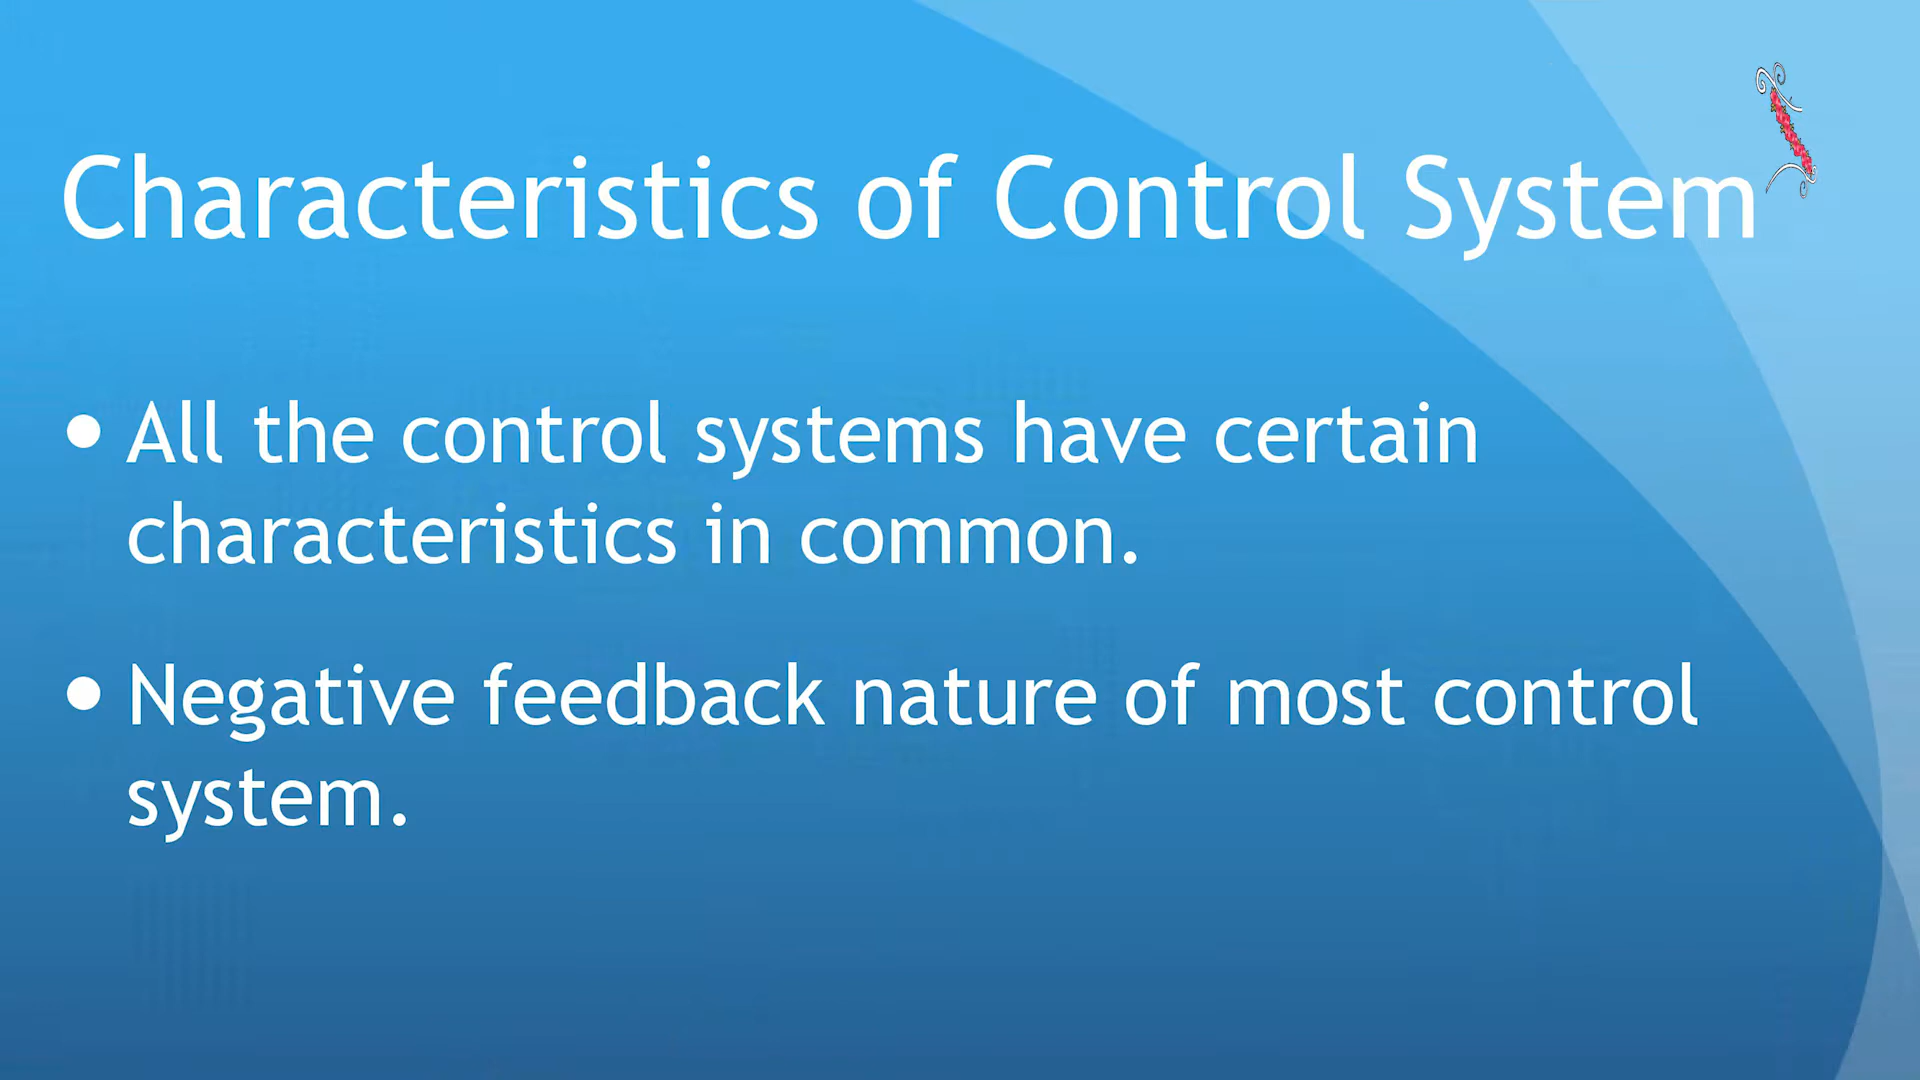 Characteristics of Control System
• All the control systems have certain
characteristics in common.
• Negative feedback nature of most control
system.